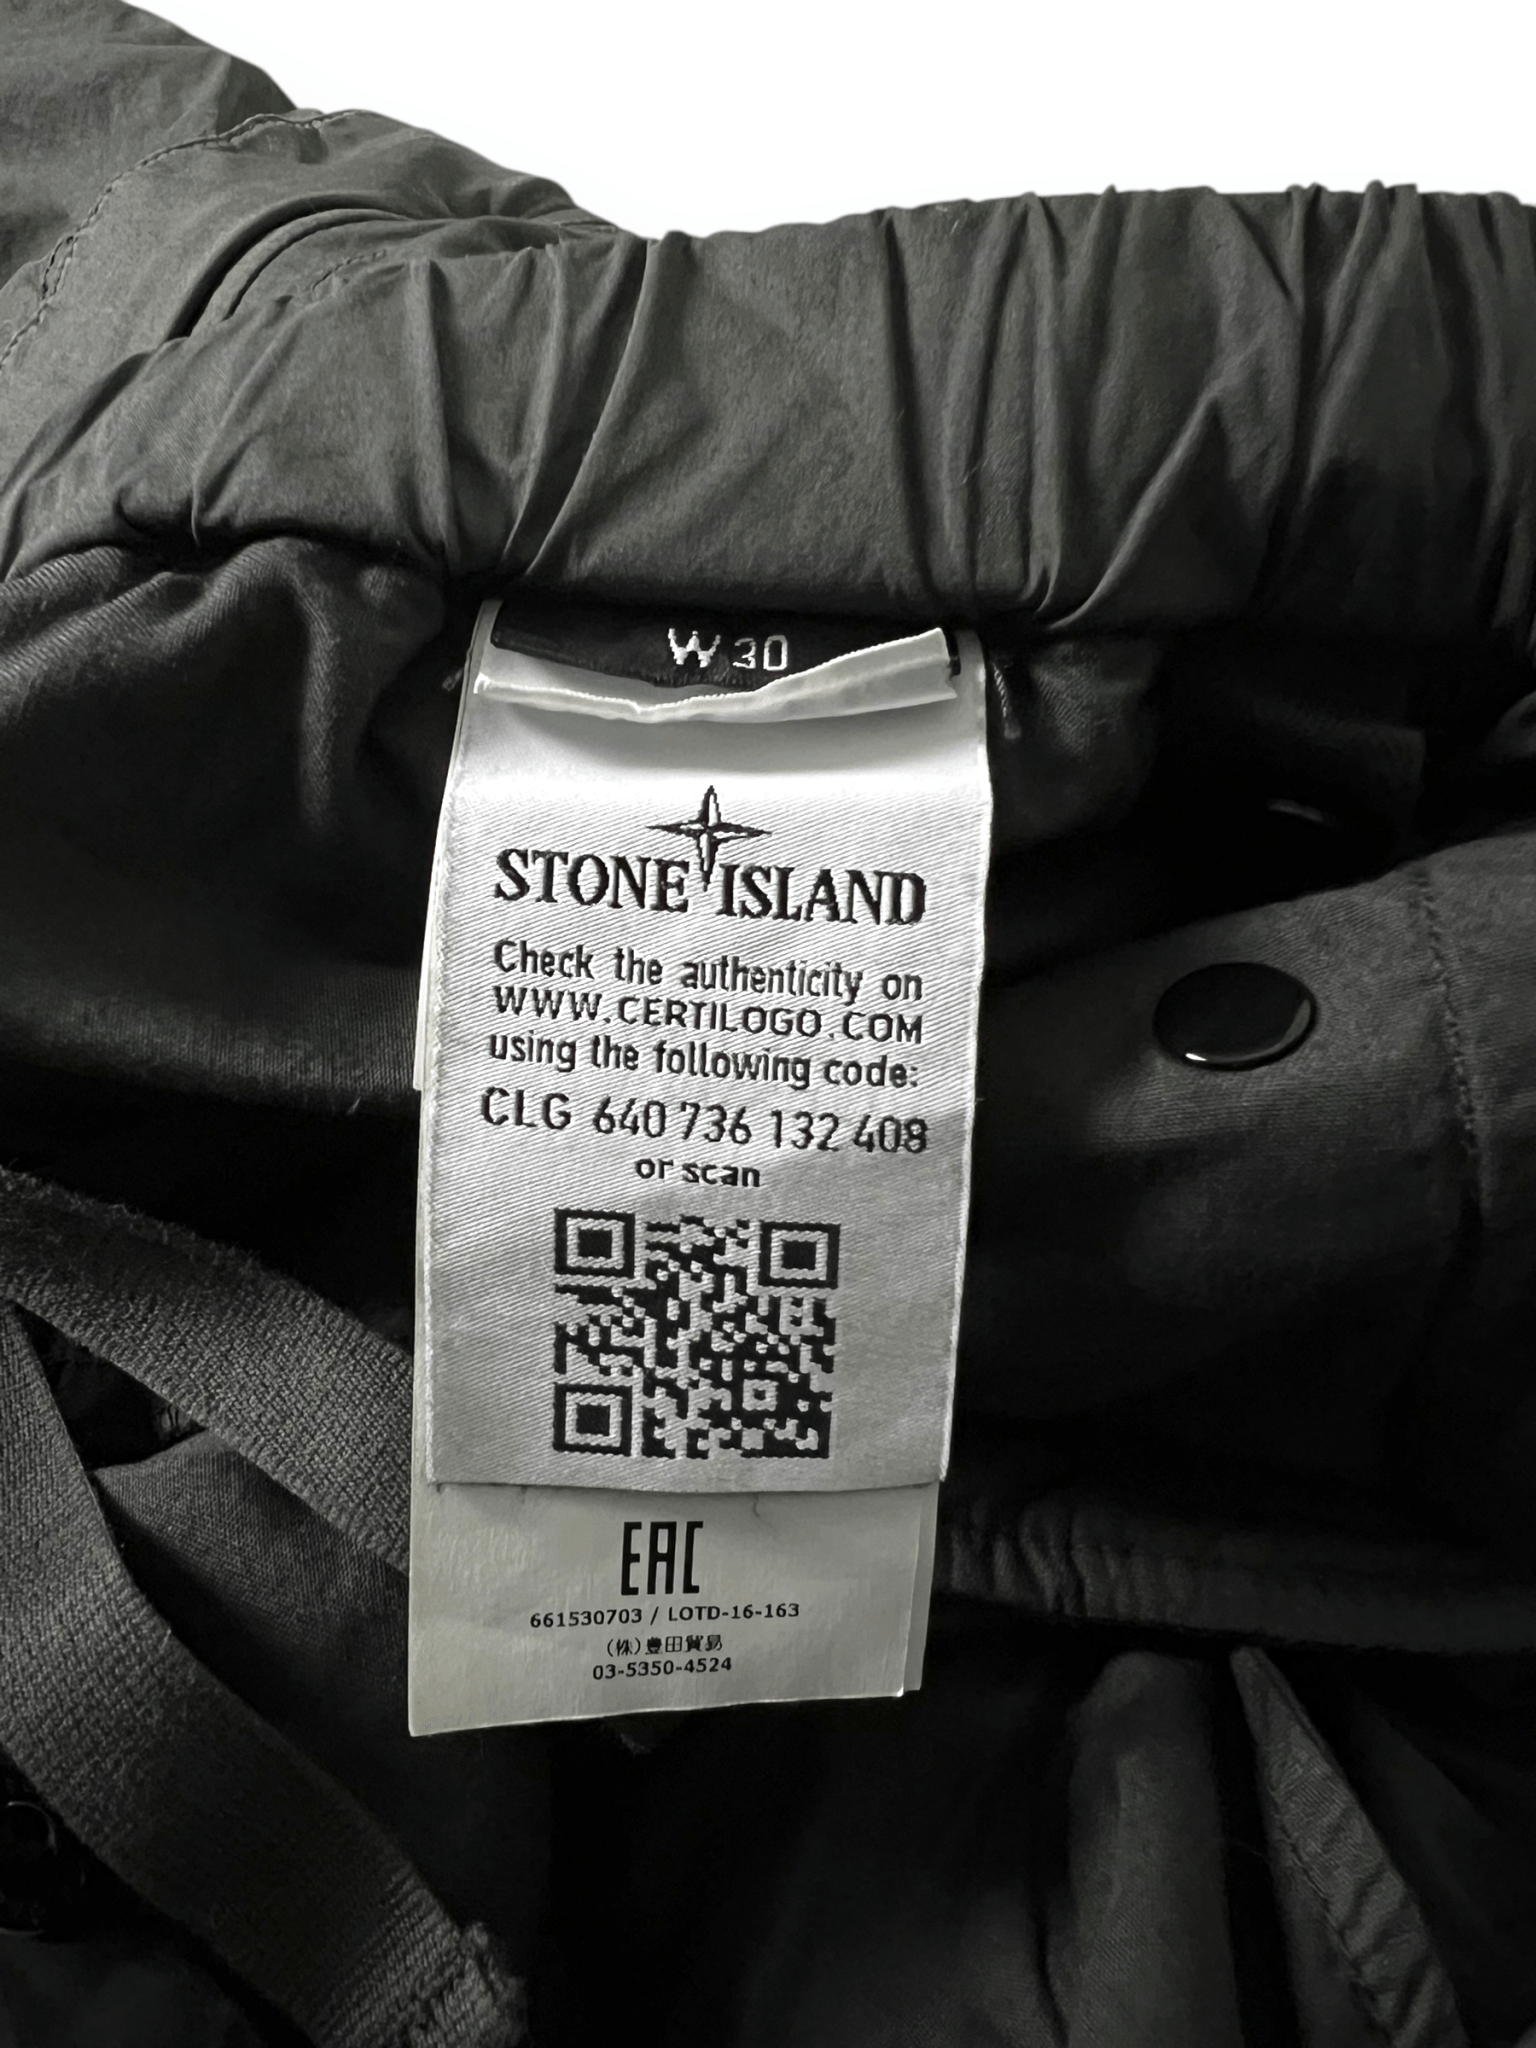 W 30
STONE ISLAND
Check the authenticity on
WWW.CERTILOGO.COM
using the following code:
CLG 640 736 132 408
or scan
EAC
661530703 / LOTD-16-163
(株)豊田貿易
03-5350-4524